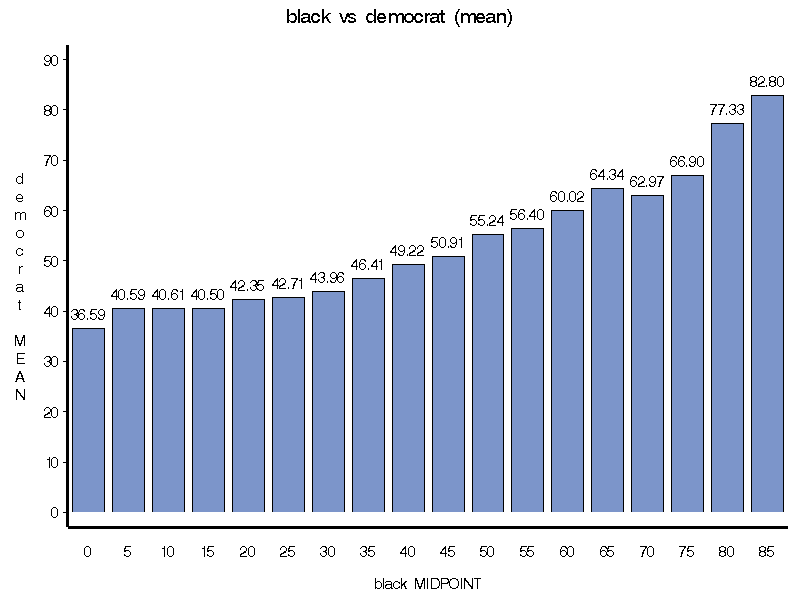 black vs democrat (mean)
democrat MEAN
90
80
70
60
50
40
30
20
10
0
36.59 40.59 40.61 40.50 42.35 42.71 43.96 46.41 49.22 50.91 55.24 56.40 60.02 64.34 62.97 66.90 77.33 82.80
0 5 10 15 20 25 30 35 40 45 50 55 60 65 70 75 80 85
black MIDPOINT